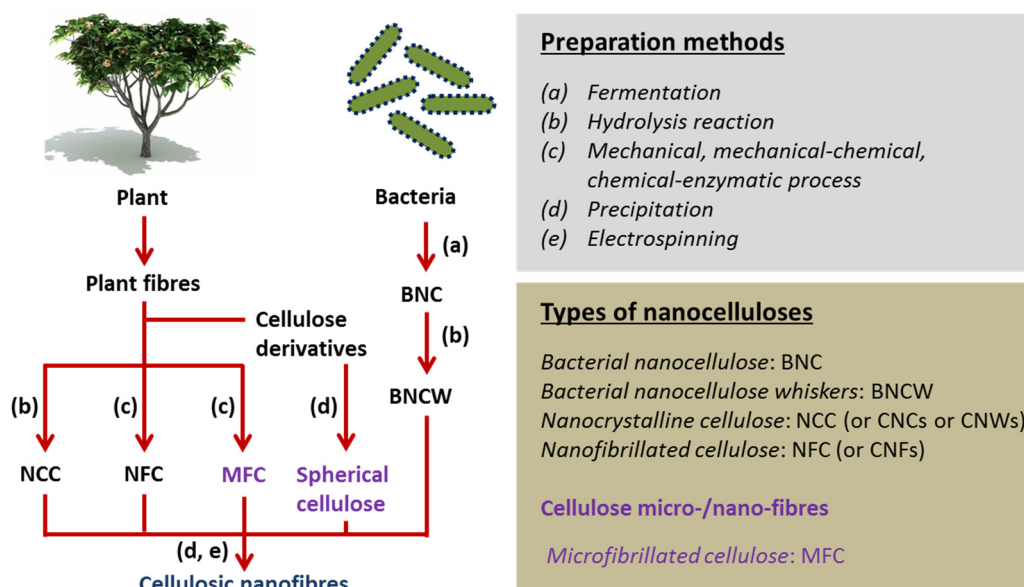 Plant
Bacteria
(a)
Plant fibres
BNC
Cellulose
derivatives
(b)
BNCW
(b)
(c)
(c)
(d)
NCC
NFC
MFC
Spherical
cellulose
(d, e)
Cellulosic nanofibres
Preparation methods
(a) Fermentation
(b) Hydrolysis reaction
(c) Mechanical, mechanical-chemical,
chemical-enzymatic process
(d) Precipitation
(e) Electrospinning
Types of nanocelluloses
Bacterial nanocellulose: BNC
Bacterial nanocellulose whiskers: BNCW
Nanocrystalline cellulose: NCC (or CNCs or CNWs)
Nanofibrillated cellulose: NFC (or CNFs)
Cellulose micro-/nano-fibres
Microfibrillated cellulose: MFC